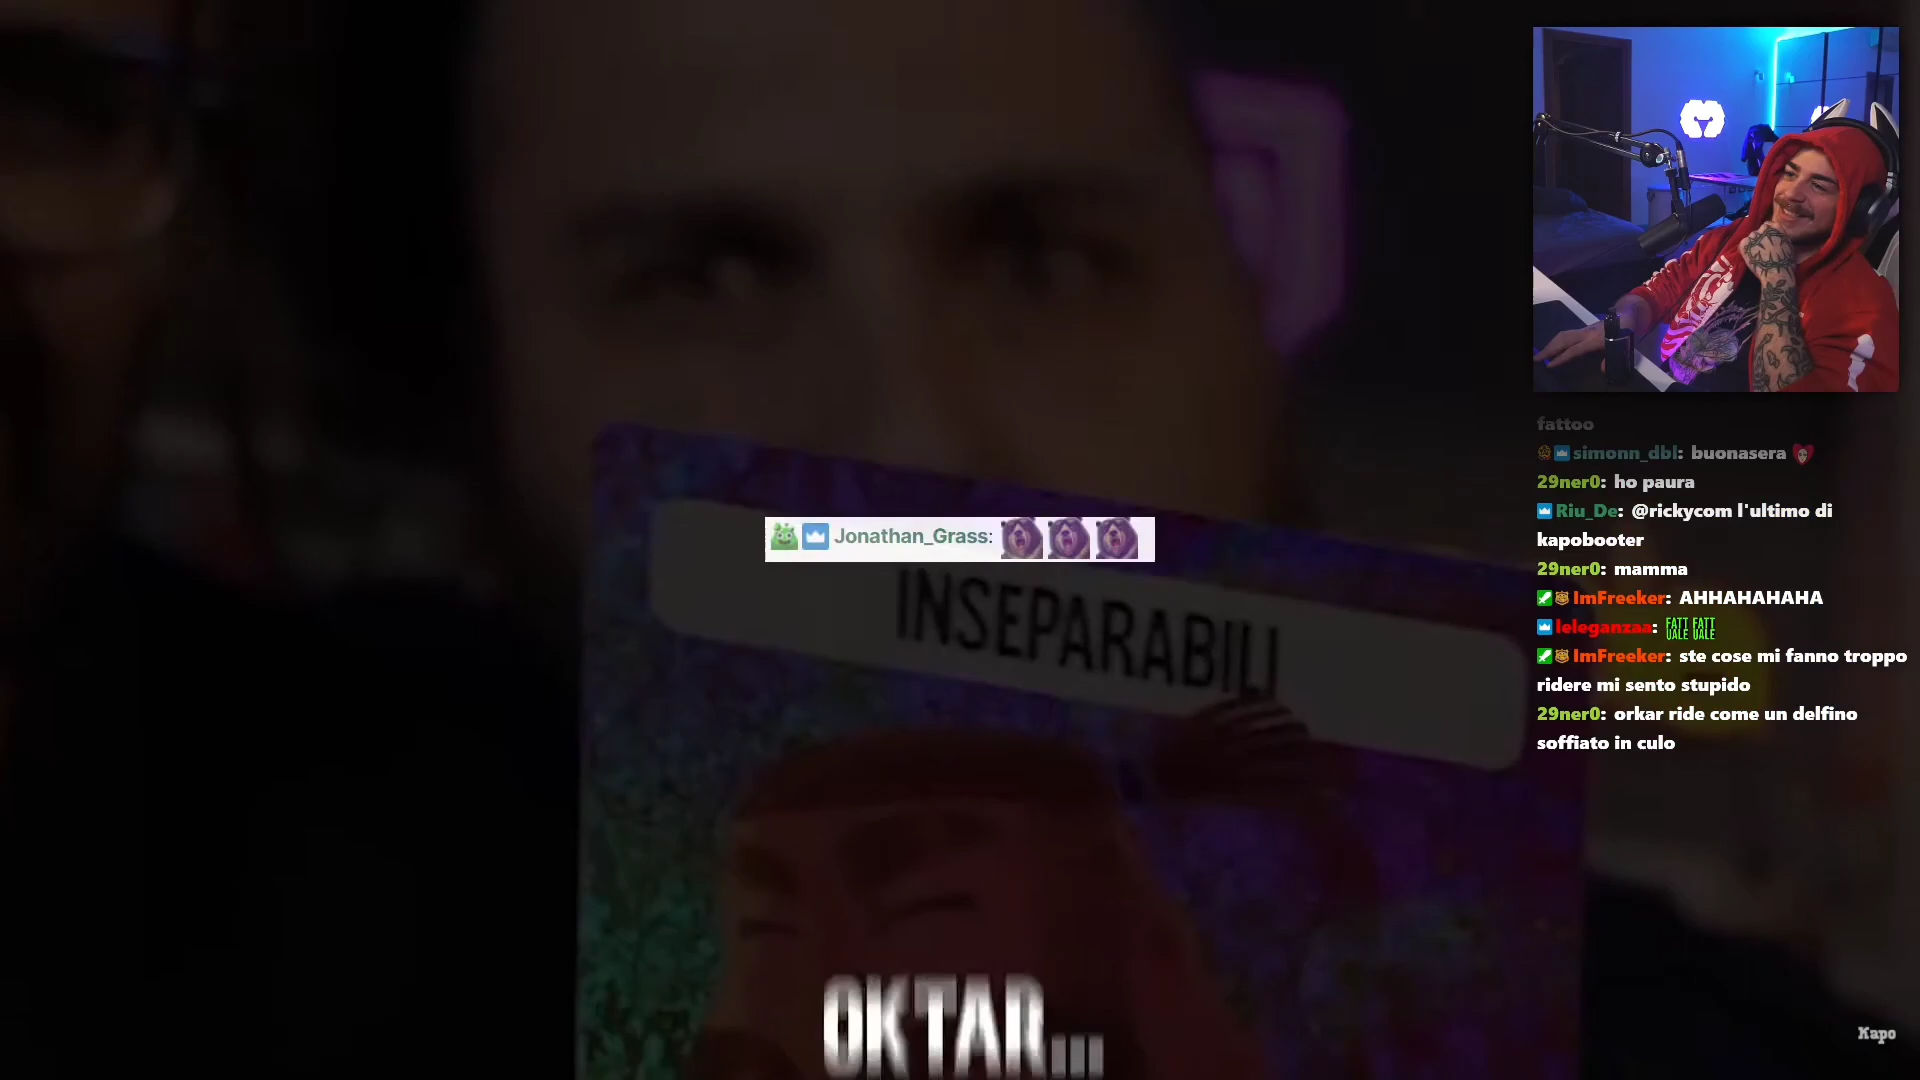 fattoo
simonn_dbl: buonasera
29ner0: ho paura
Riu_De: @rickycom l'ultimo di
kapobooter
29ner0: mamma
ImFreeker: AHHAHAHAHA
leleganzaa: FATT FATT
UALE UALE
ImFreeker: ste cose mi fanno troppo
ridere mi sento stupido
29ner0: orkar ride come un delfino
soffiato in culo
Jonathan_Grass:
INSEPARABILI
OKTAR...
Kapo